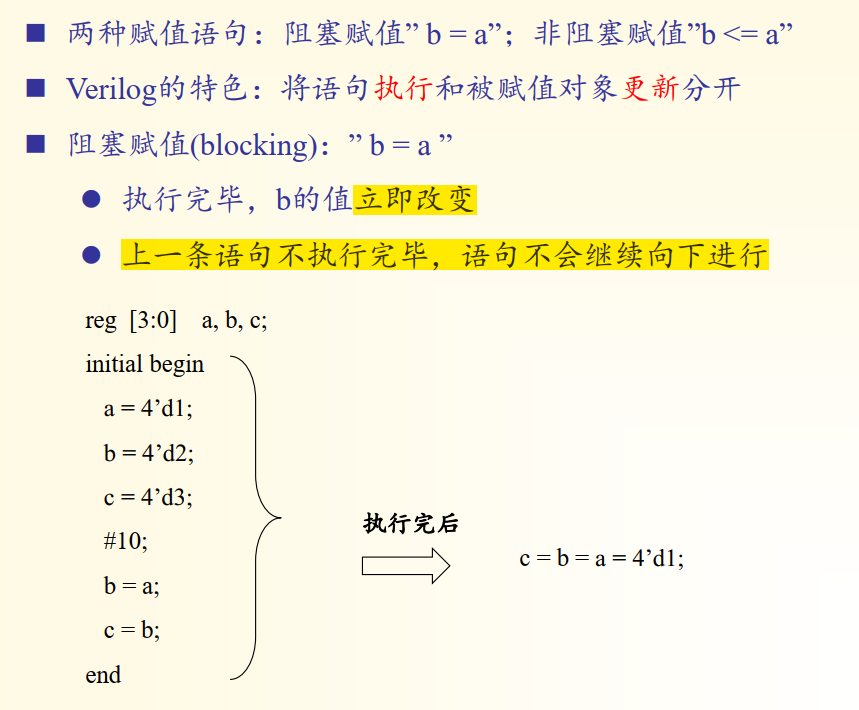 两种赋值语句：阻塞赋值” b = a”；非阻塞赋值”b <= a”
Verilog的特色：将语句执行和被赋值对象更新分开
阻塞赋值(blocking)：” b = a ”
执行完毕，b的值立即改变
上一条语句不执行完毕，语句不会继续向下进行
reg [3:0] a, b, c;
initial begin
a = 4’d1;
b = 4’d2;
c = 4’d3;
#10;
b = a;
c = b;
end
执行完后
c = b = a = 4’d1;